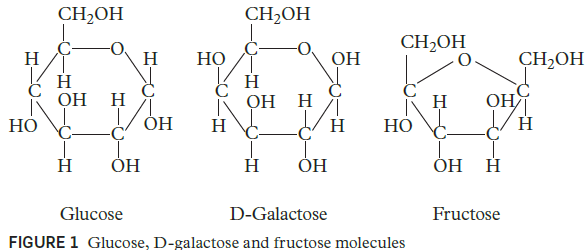 CH₂OH CH₂OH
CH₂OH CH₂OH
H C O H HO C O OH O
H H
C OH H C C OH H C C H OH C
HO C C OH H C C H HO C C H
H OH H OH OH H
Glucose D-Galactose Fructose
FIGURE 1 Glucose, D-galactose and fructose molecules